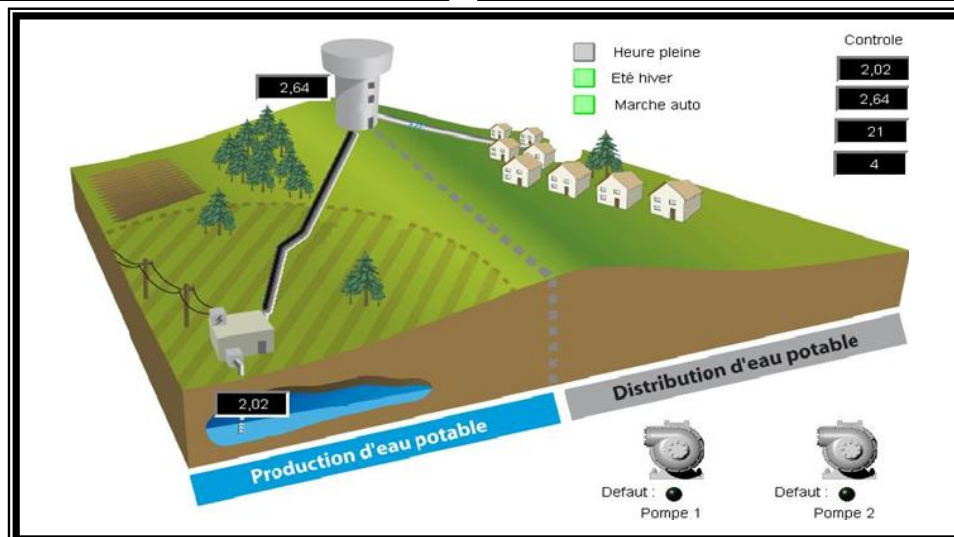 Controle
Heure pleine
Eté hiver
Marche auto
2,02
2,64
21
4
2,64
2,02
Production d'eau potable
Distribution d'eau potable
Defaut :
Pompe 1
Defaut :
Pompe 2